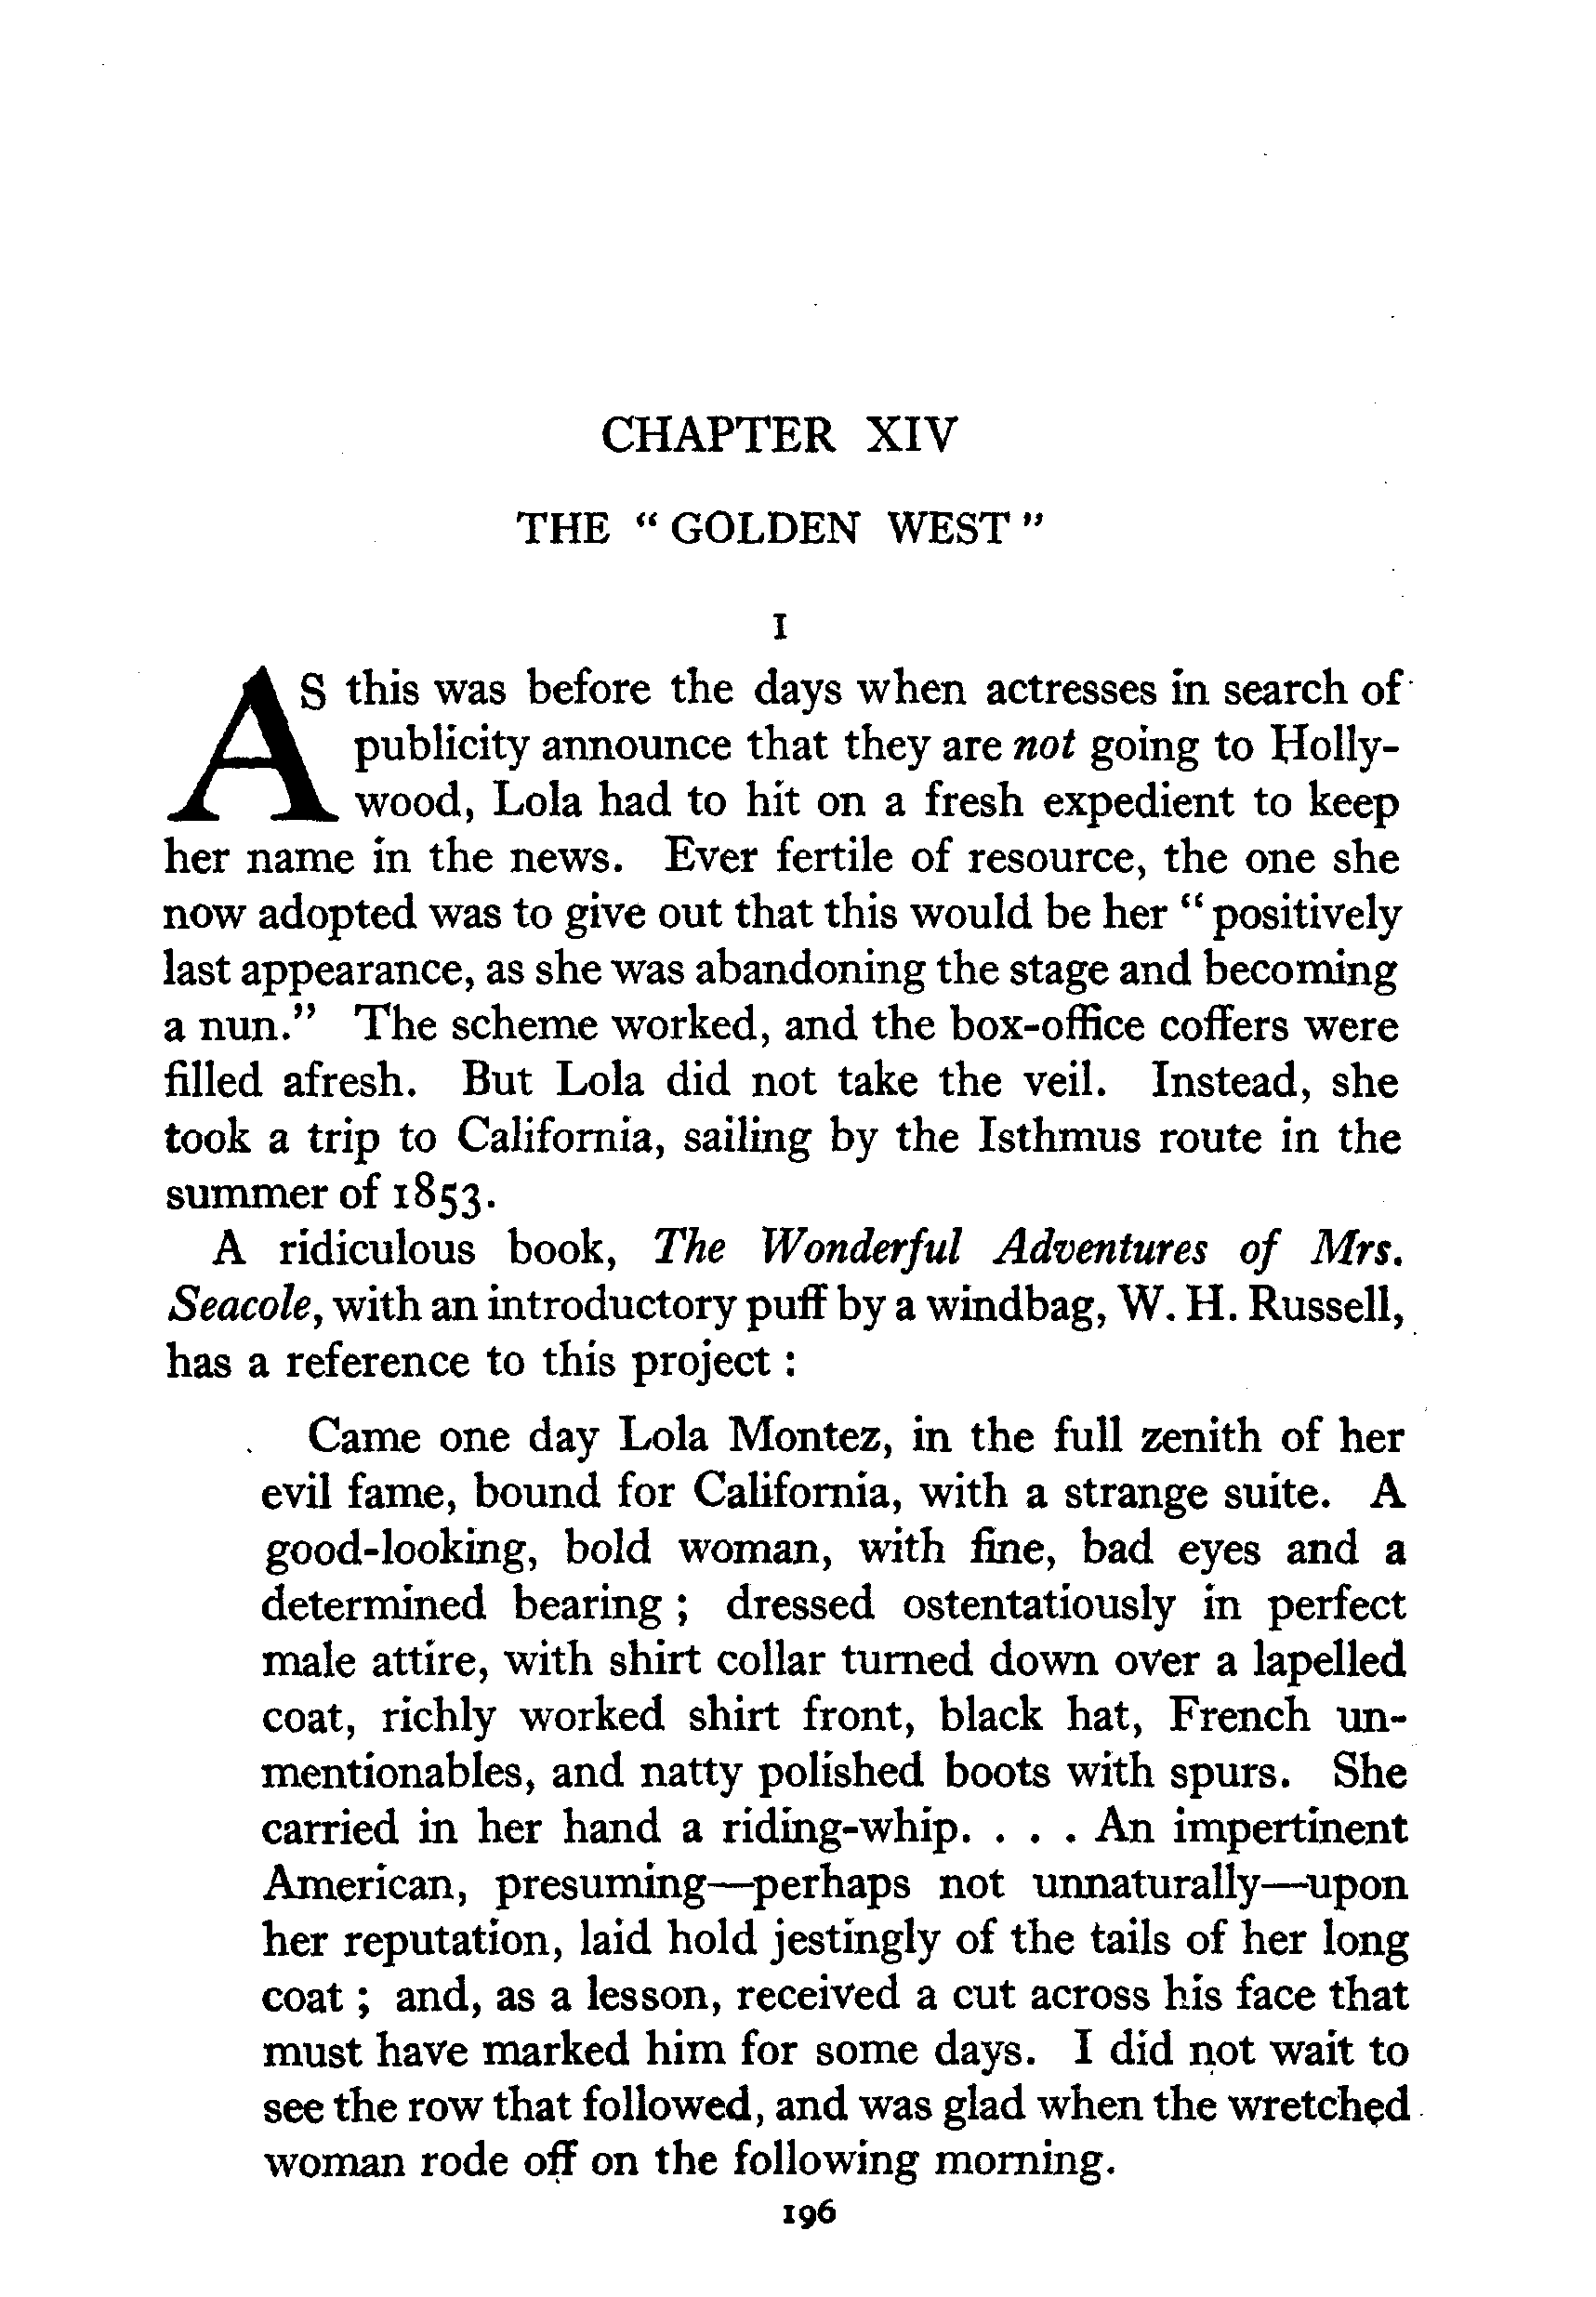 CHAPTER XIV
THE “ GOLDEN WEST ”
I
AS this was before the days when actresses in search of
publicity announce that they are not going to Holly-
wood, Lola had to hit on a fresh expedient to keep
her name in the news. Ever fertile of resource, the one she
now adopted was to give out that this would be her “ positively
last appearance, as she was abandoning the stage and becoming
a nun.” The scheme worked, and the box-office coffers were
filled afresh. But Lola did not take the veil. Instead, she
took a trip to California, sailing by the Isthmus route in the
summer of 1853.
A ridiculous book, The Wonderful Adventures of Mrs.
Seacole, with an introductory puff by a windbag, W. H. Russell,
has a reference to this project :
Came one day Lola Montez, in the full zenith of her
evil fame, bound for California, with a strange suite. A
good-looking, bold woman, with fine, bad eyes and a
determined bearing ; dressed ostentatiously in perfect
male attire, with shirt collar turned down over a lapelled
coat, richly worked shirt front, black hat, French un-
mentionables, and natty polished boots with spurs. She
carried in her hand a riding-whip. . . . An impertinent
American, presuming—perhaps not unnaturally—upon
her reputation, laid hold jestingly of the tails of her long
coat ; and, as a lesson, received a cut across his face that
must have marked him for some days. I did not wait to
see the row that followed, and was glad when the wretched
woman rode off on the following morning.
196